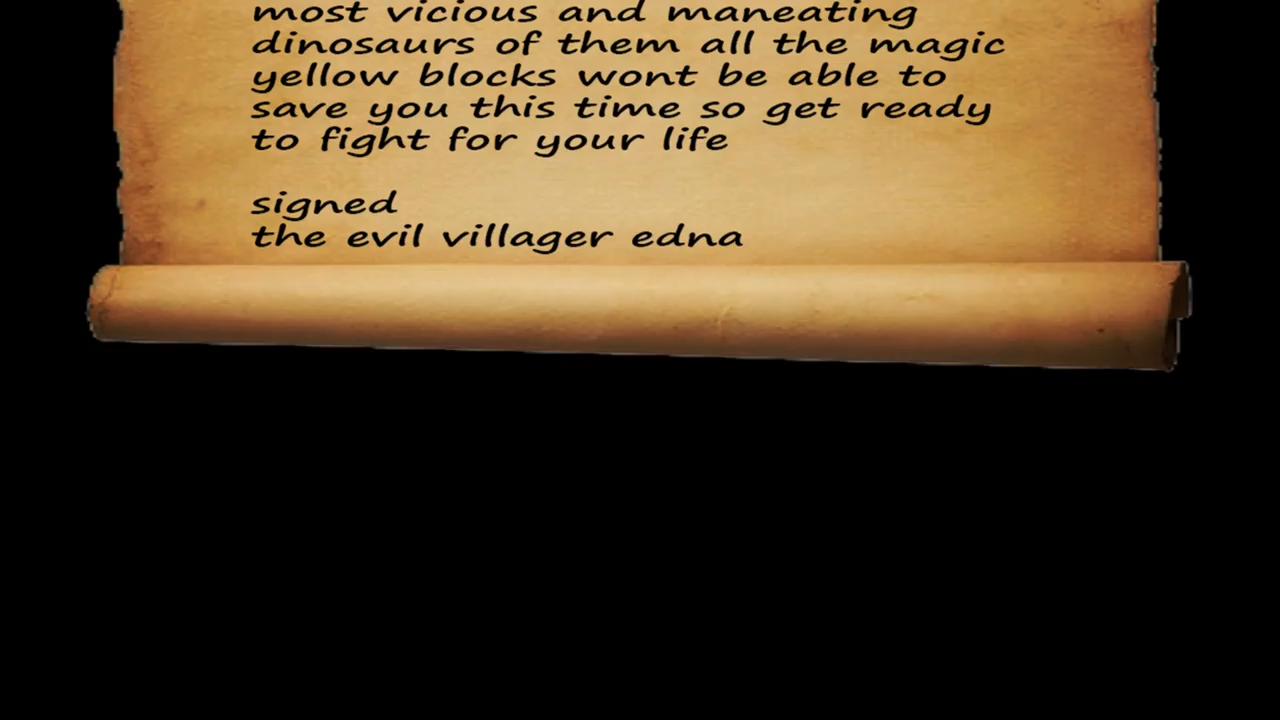 most vicious and maneating
dinosaurs of them all the magic
yellow blocks wont be able to
save you this time so get ready
to fight for your life
signed
the evil villager edna